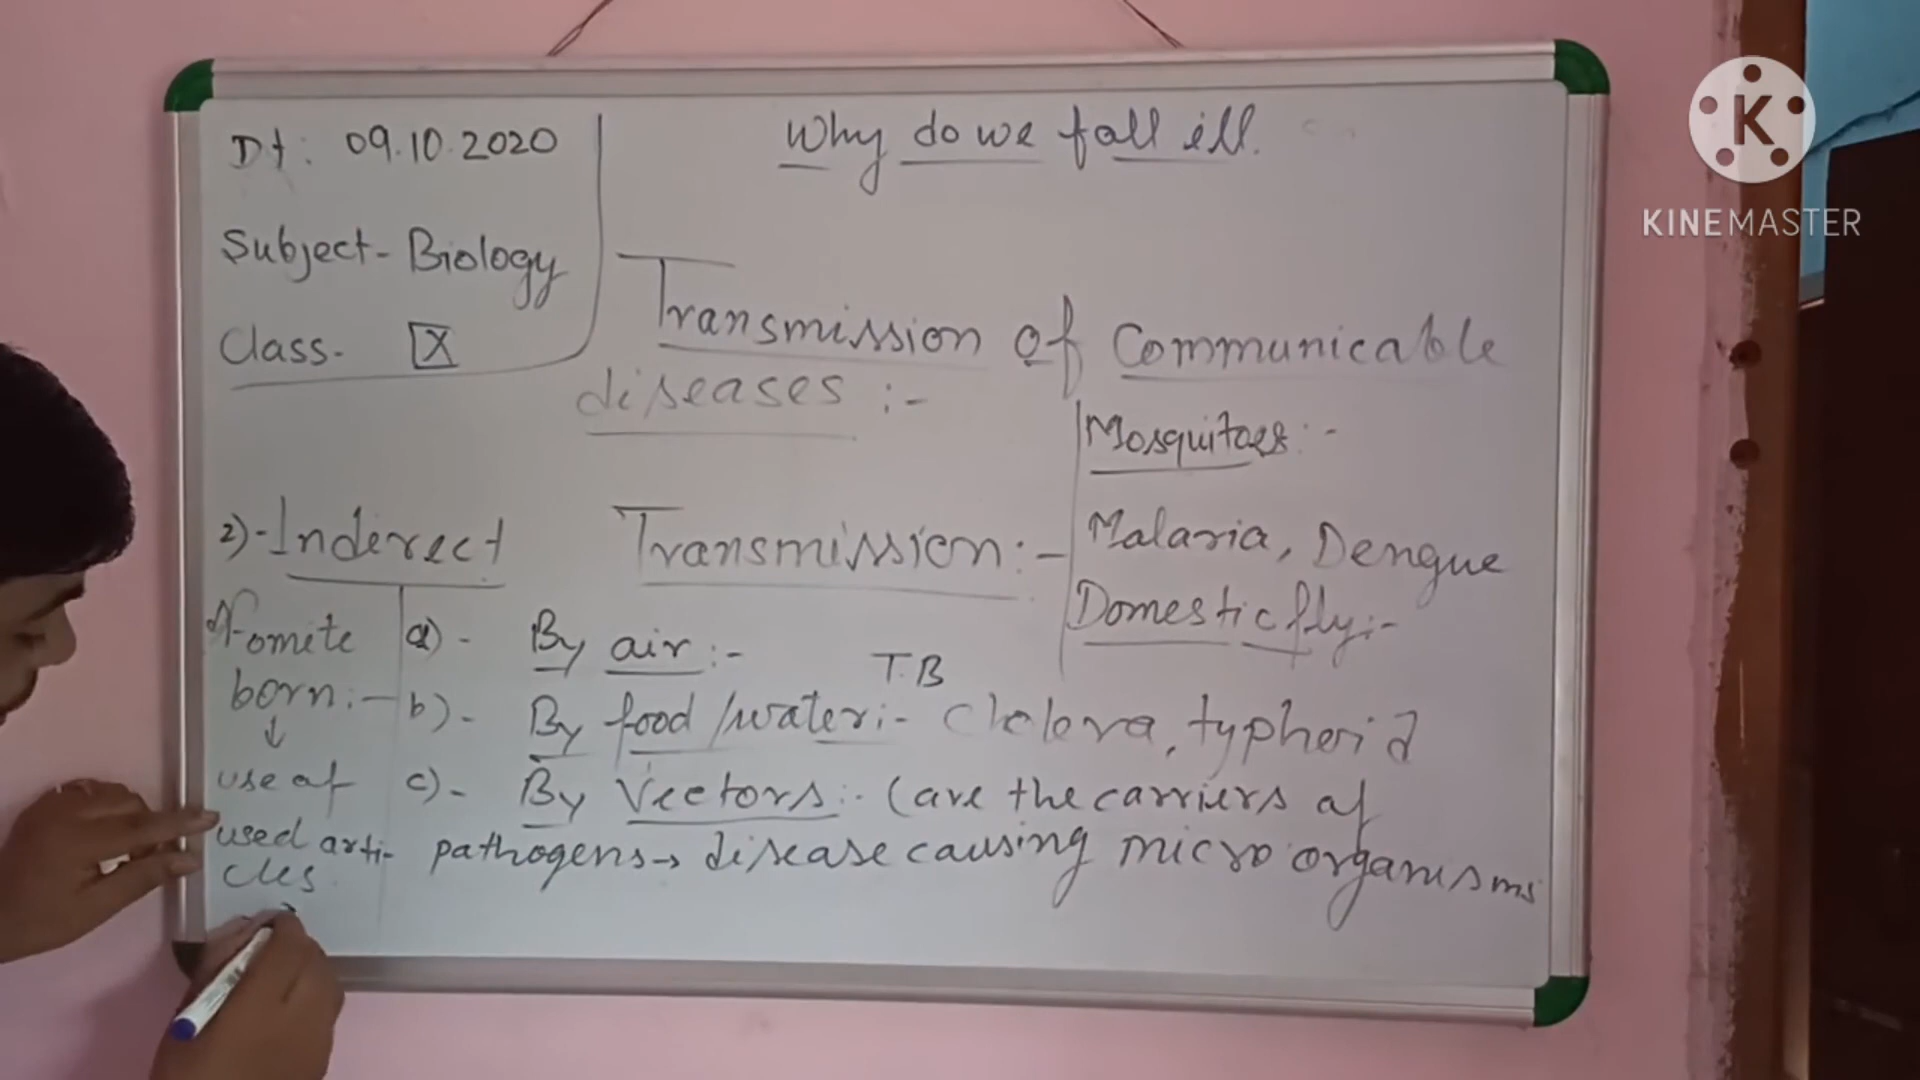 Dt: 09.10.2020
Subject- Biology
Class- X
Why do we fall ill.
Transmission of Communicable
diseases :-
Mosquitoes :-
Malaria, Dengue
Domestic fly :-
2)- Inderect Transmission :-
a)- By air :-
T.B
b)- By food/water :- Cholera, typhoid
c)- By Vectors :- (are the carriers of
pathogens → disease causing micro organisms
d) Fomite
born :-
↓
use of
used arti-
cles
KINEMASTER